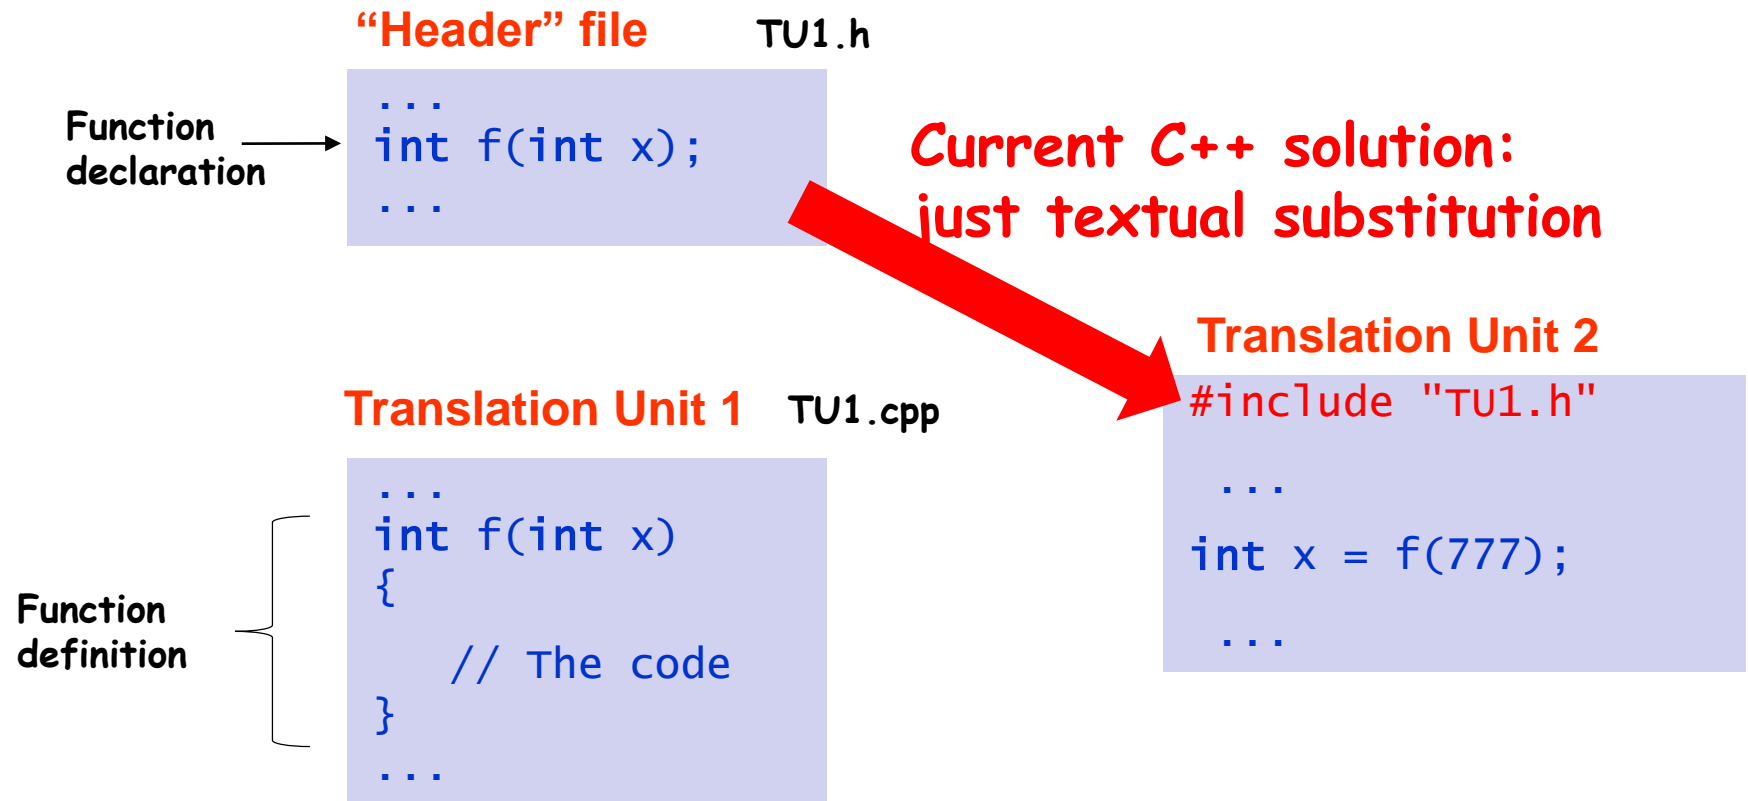 “Header” file TU1.h
...
int f(int x);
...
Function
declaration
Current C++ solution:
just textual substitution
Translation Unit 2
#include "TU1.h"
...
int x = f(777);
...
Translation Unit 1 TU1.cpp
...
int f(int x)
{
// The code
}
...
Function
definition